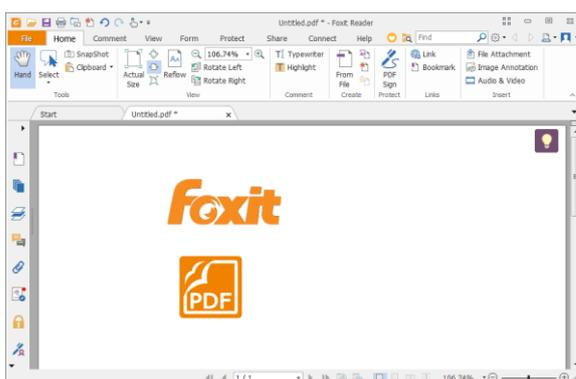 Untitled.pdf * - Foxit Reader
File Home Comment View Form Protect Share Connect Help Find
Hand
Select
SnapShot
Clipboard
Tools
Actual Size
Reflow
106.74%
Rotate Left
Rotate Right
View
Typewriter
Highlight
Comment
From File
Create
PDF Sign
Protect
Link
Bookmark
Links
File Attachment
Image Annotation
Audio & Video
Insert
Start Untitled.pdf *
foxit
PDF
1 / 1 106.74%